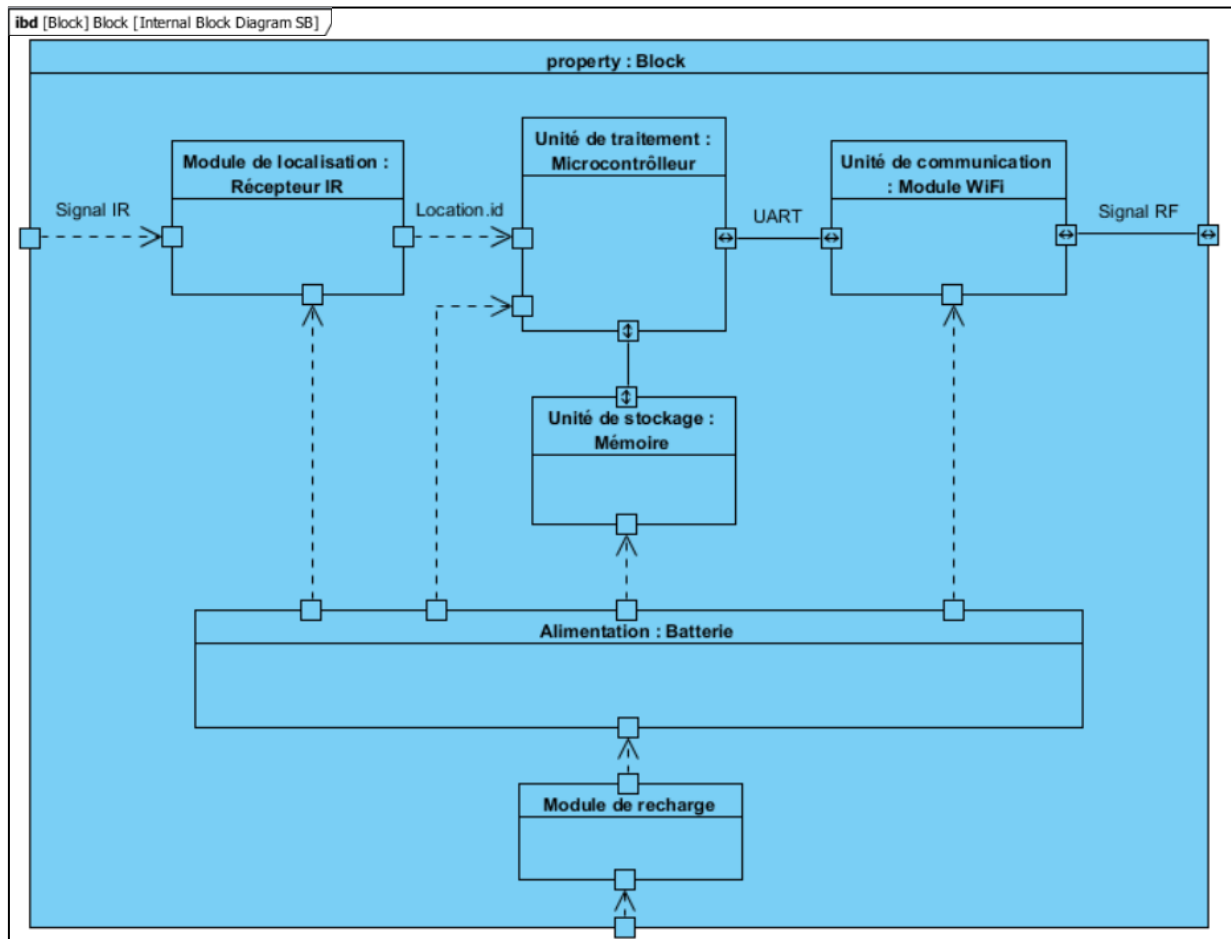 ibd [Block] Block [Internal Block Diagram SB]
property : Block
Module de localisation :
Récepteur IR
Unité de traitement :
Microcontrôlleur
Unité de communication
: Module WiFi
Signal IR
Location.id
UART
Signal RF
Unité de stockage :
Mémoire
Alimentation : Batterie
Module de recharge